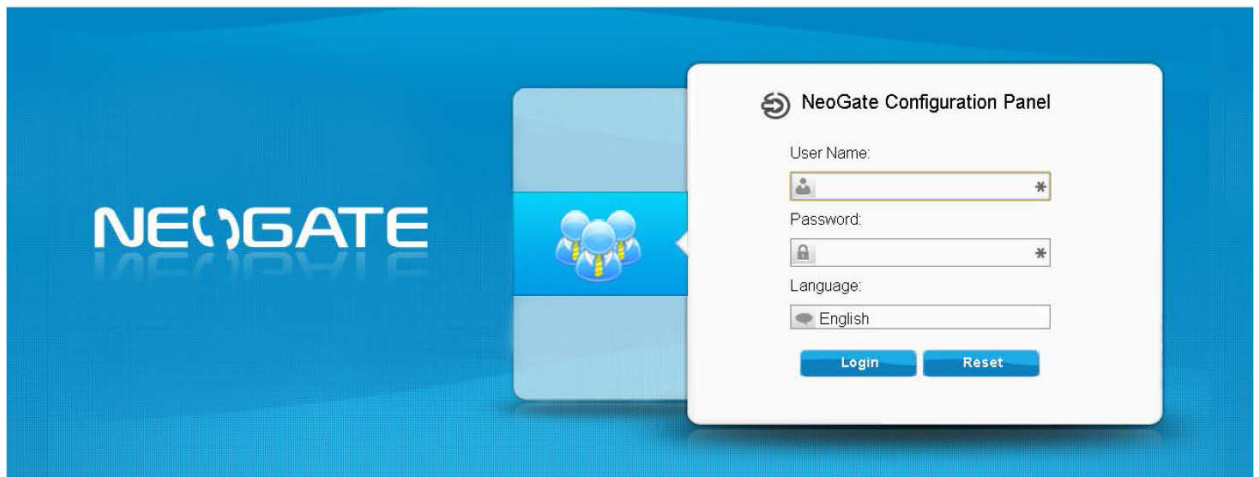 NEOGATE
NeoGate Configuration Panel
User Name:
*
Password:
*
Language:
English
Login Reset